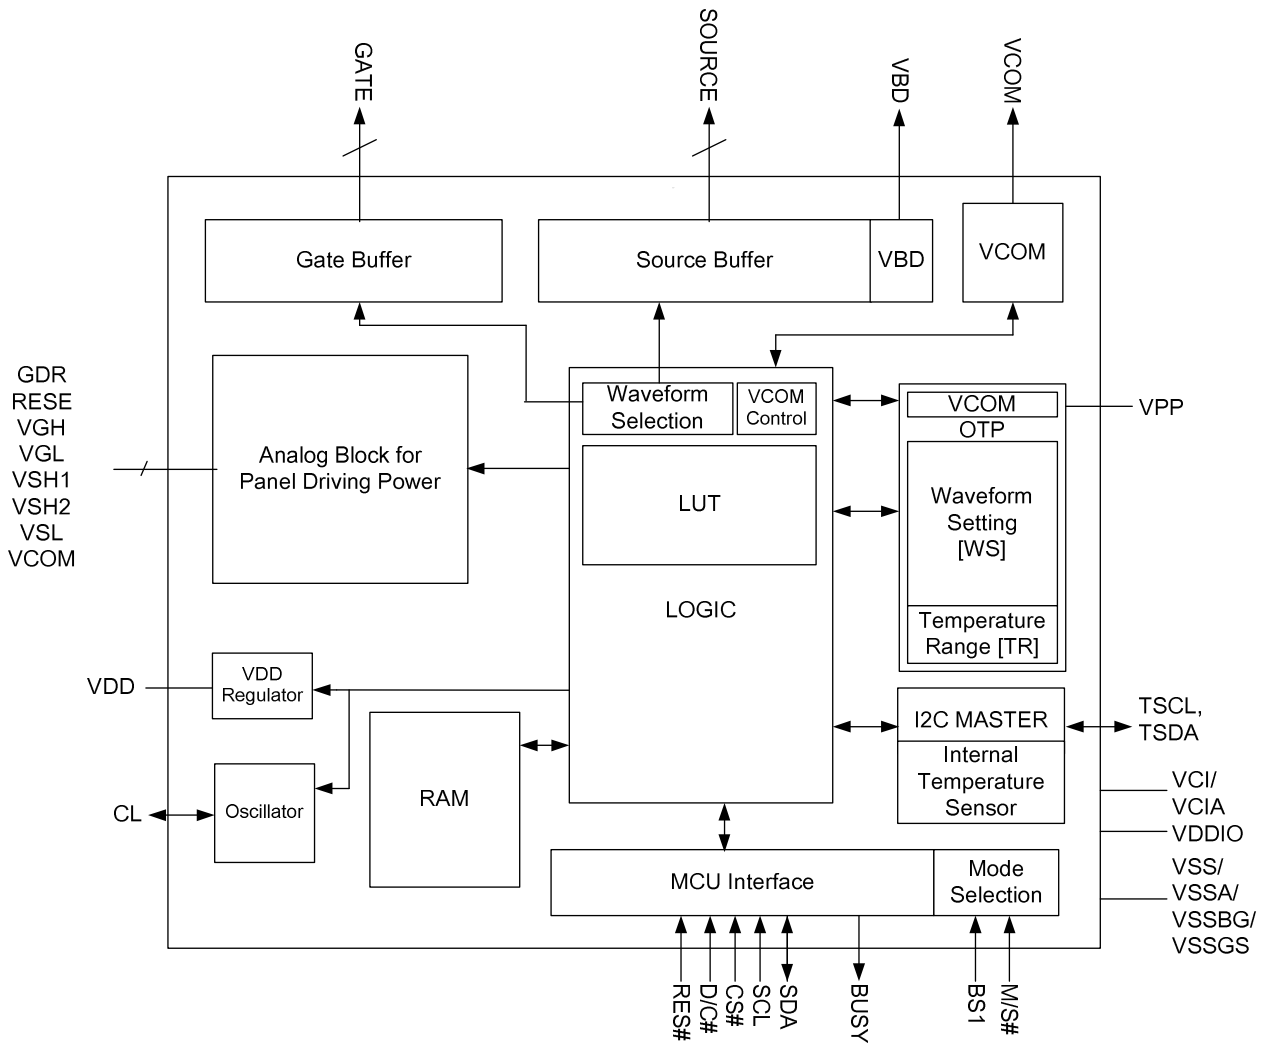 GATE
SOURCE
VBD
VCOM
Gate Buffer
Source Buffer
VBD
VCOM
GDR
RESE
VGH
VGL
VSH1
VSH2
VSL
VCOM
Analog Block for
Panel Driving Power
Waveform
Selection
VCOM
Control
LUT
LOGIC
VCOM
OTP
Waveform
Setting
[WS]
Temperature
Range [TR]
VPP
VDD
VDD
Regulator
CL
Oscillator
RAM
I2C MASTER
Internal
Temperature
Sensor
TSCL,
TSDA
VCI/
VCIA
VDDIO
VSS/
VSSA/
VSSBG/
VSSGS
MCU Interface
Mode
Selection
RES#
D/C#
CS#
SCL
SDA
BUSY
BS1
M/S#